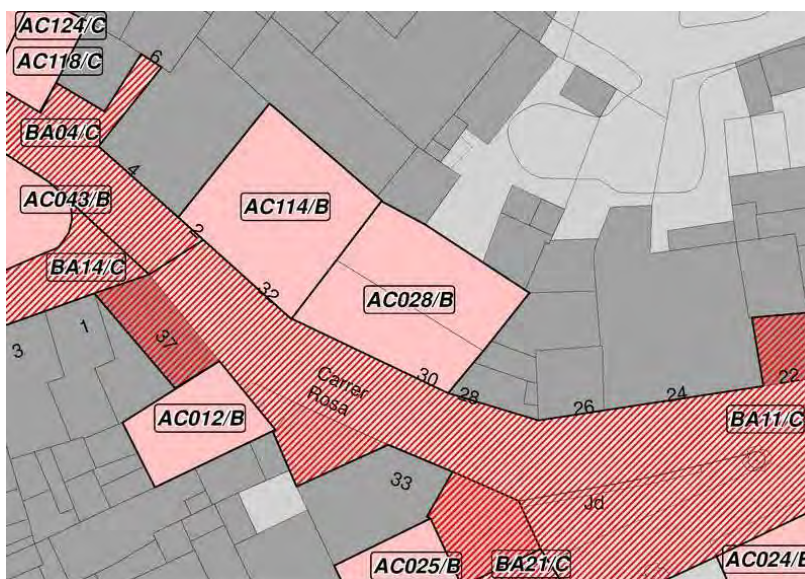 AC124/C
AC118/C
6
BA04/C
4
AC043/B
AC114/B
2
BA14/C
32
AC028/B
1
3
37
Carrer
Rosa
30
28
26
24
22
AC012/B
BA11/C
33
Jd
AC025/B
BA21/C
AC024/B